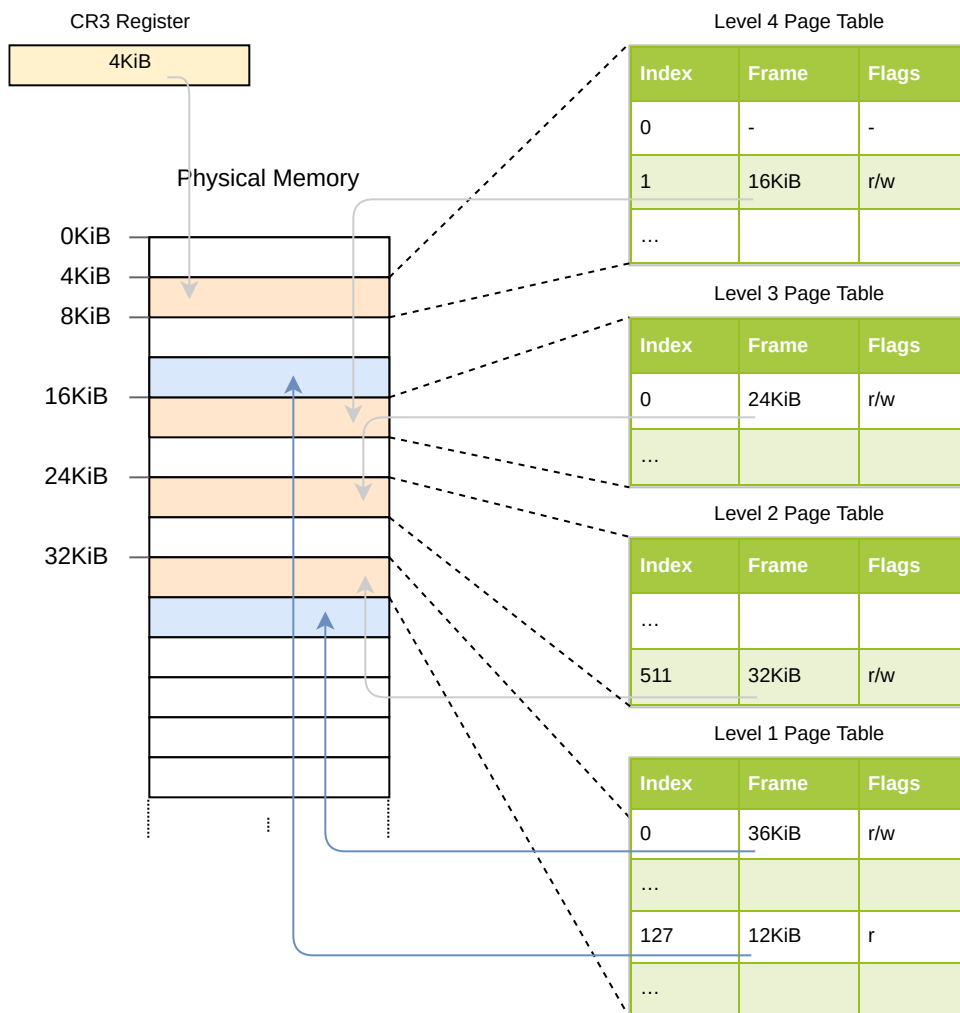 CR3 Register
4KiB
Physical Memory
0KiB
4KiB
8KiB
16KiB
24KiB
32KiB
Level 4 Page Table
Index Frame Flags
0 - -
1 16KiB r/w
...
Level 3 Page Table
Index Frame Flags
0 24KiB r/w
...
Level 2 Page Table
Index Frame Flags
...
511 32KiB r/w
Level 1 Page Table
Index Frame Flags
0 36KiB r/w
...
127 12KiB r
...